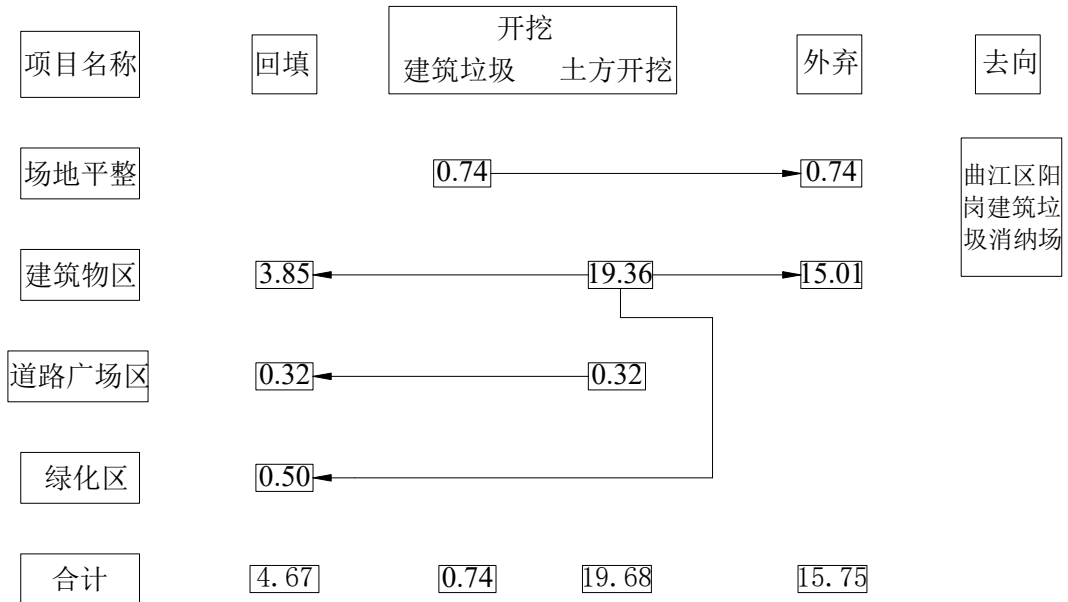 开挖
项目名称 回填 建筑垃圾 土方开挖 外弃 去向
场地平整 0.74 0.74
曲江区阳
岗建筑垃
圾消纳场
建筑物区 3.85 19.36 15.01
道路广场区 0.32 0.32
绿化区 0.50
合计 4.67 0.74 19.68 15.75